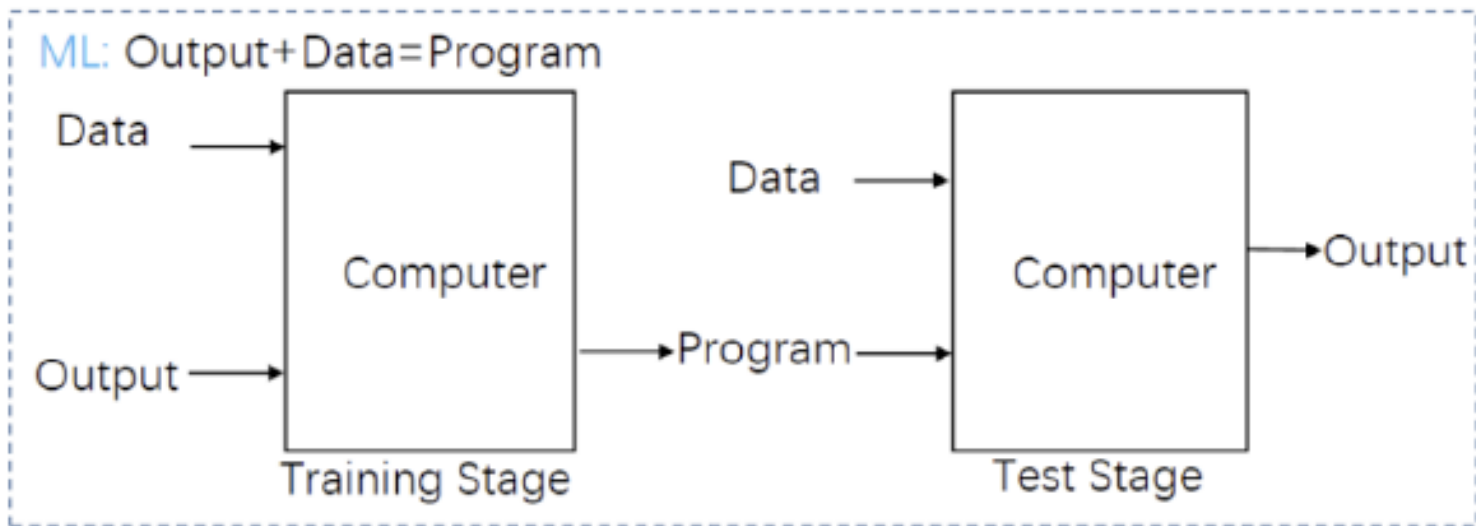 ML: Output+Data=Program
Data
Output
Computer
Training Stage
Program
Data
Computer
Test Stage
Output